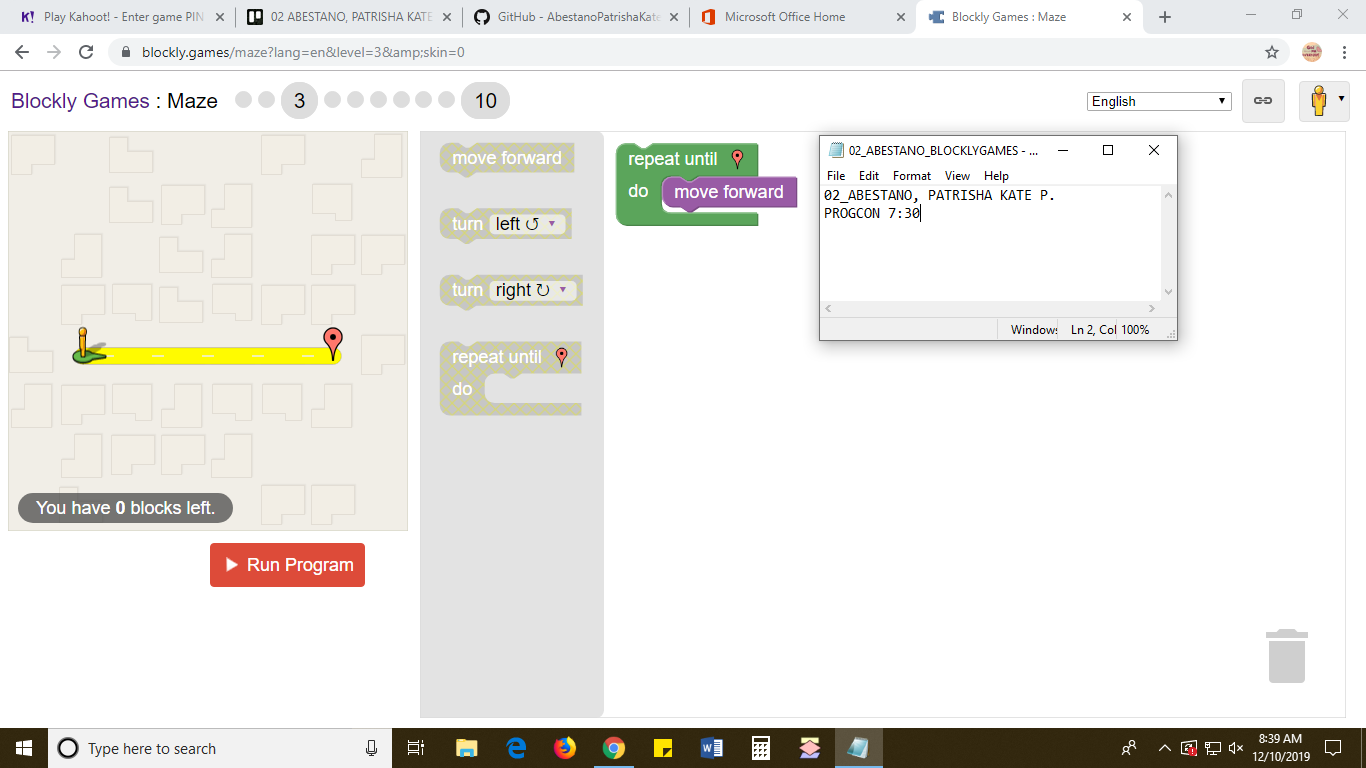 Play Kahoot! - Enter game PIN
02 ABESTANO, PATRISHA KATE
GitHub - AbestanoPatrishaKate
Microsoft Office Home
Blockly Games : Maze
blockly.games/maze?lang=en&level=3&amp;skin=0
Blockly Games : Maze
3
10
English
move forward
turn left ↺
turn right ↻
repeat until
do
repeat until
do
move forward
You have 0 blocks left.
Run Program
02_ABESTANO_BLOCKLYGAMES - ...
File Edit Format View Help
02_ABESTANO, PATRISHA KATE P.
PROGCON 7:30
Windows Ln 2, Col 100%
Type here to search
8:39 AM
12/10/2019